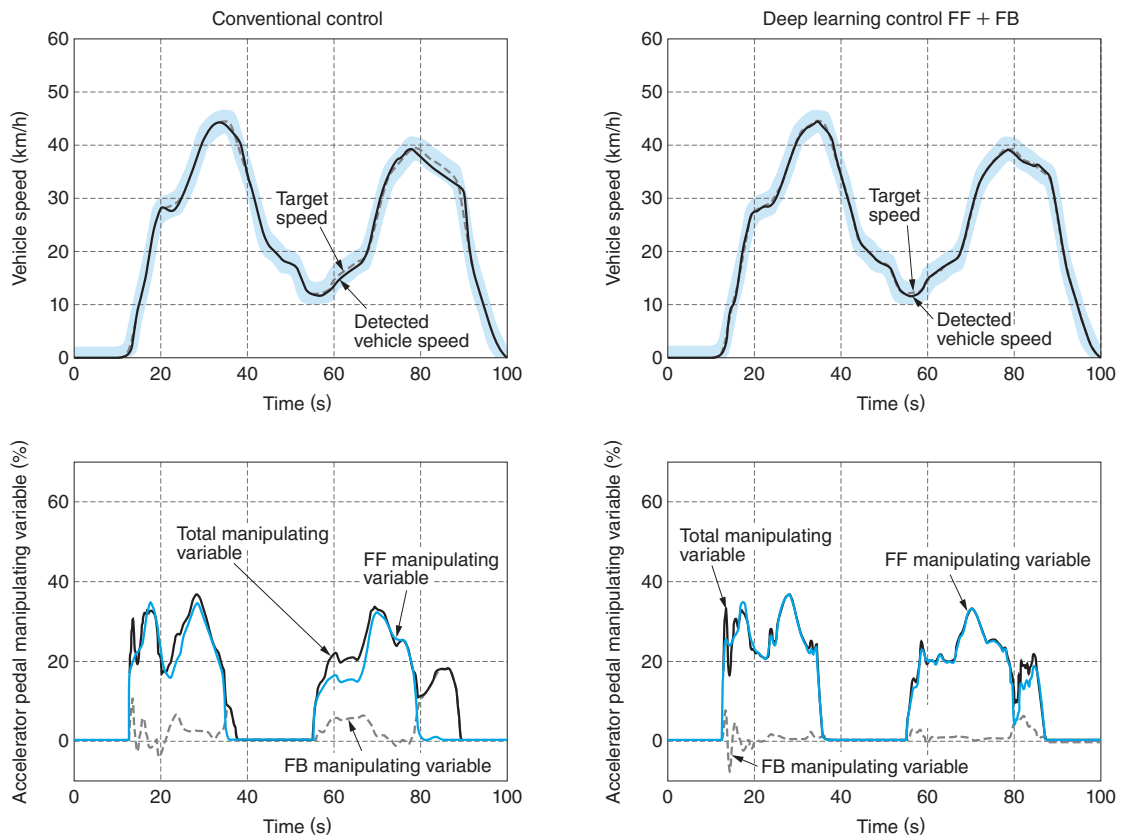 Conventional control
Vehicle speed (km/h)
60
50
40
30
20
10
0
Target
speed
Detected
vehicle speed
0 20 40 60 80 100
Time (s)
Deep learning control FF + FB
Vehicle speed (km/h)
60
50
40
30
20
10
0
Target
speed
Detected
vehicle speed
0 20 40 60 80 100
Time (s)
Accelerator pedal manipulating variable (%)
60
40
20
0
Total manipulating
variable
FF manipulating
variable
FB manipulating variable
0 20 40 60 80 100
Time (s)
Accelerator pedal manipulating variable (%)
60
40
20
0
Total manipulating
variable
FF manipulating variable
FB manipulating variable
0 20 40 60 80 100
Time (s)